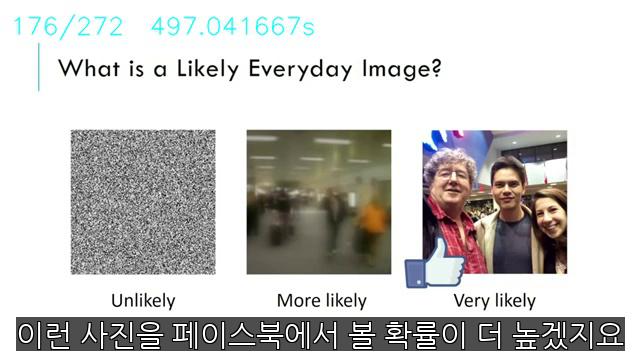 176/272 497.041667s
What is a Likely Everyday Image?
Unlikely More likely Very likely
이런 사진을 페이스북에서 볼 확률이 더 높겠지요